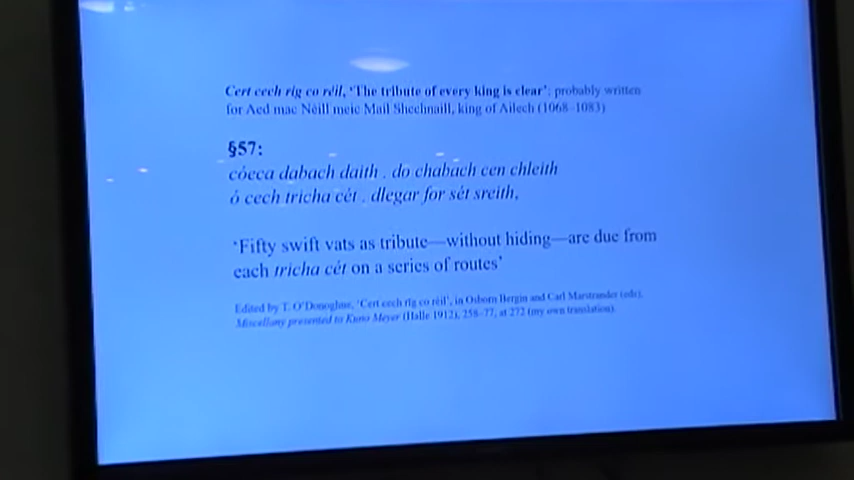 Cert cech ríg co réil, ‘The tribute of every king is clear’: probably written
for Aed mac Néill meic Mail Shechnaill, king of Ailech (1068–1083)
§57:
cóeca dabach daith . do chabach cen chleith
ó cech tricha cét . dlegar for sét sreith.
‘Fifty swift vats as tribute—without hiding—are due from
each tricha cét on a series of routes’
Edited by T. O'Donoghue, ‘Cert cech ríg co réil’, in Osborn Bergin and Carl Marstrander (eds),
Miscellany presented to Kuno Meyer (Halle 1912), 258–77, at 272 (my own translation).